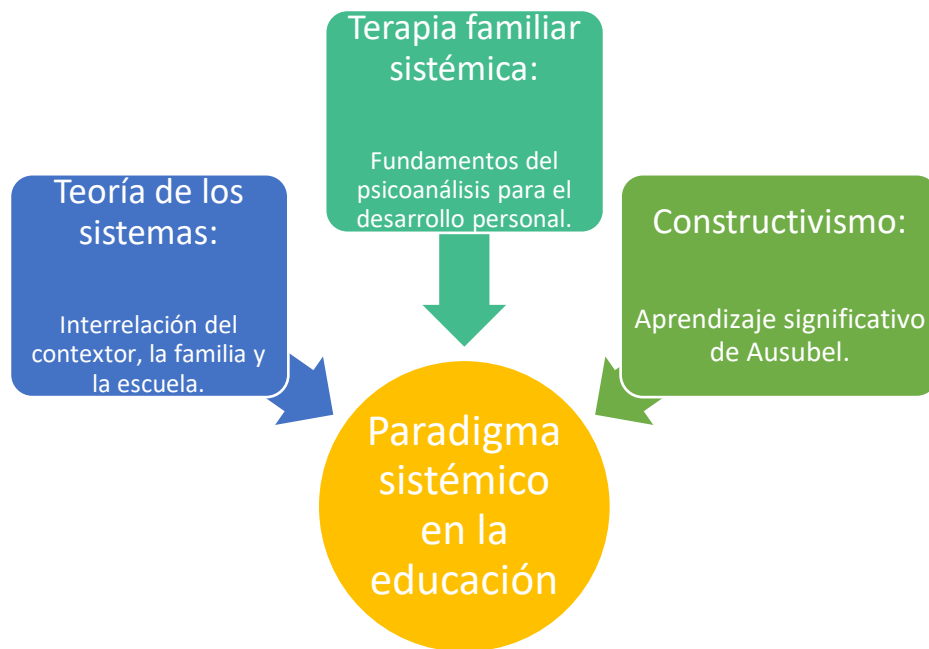 Terapia familiar
sistémica:
Fundamentos del
psicoanálisis para el
desarrollo personal.
Teoría de los
sistemas:
Interrelación del
contextor, la familia y
la escuela.
Constructivismo:
Aprendizaje significativo
de Ausubel.
Paradigma
sistémico
en la
educación